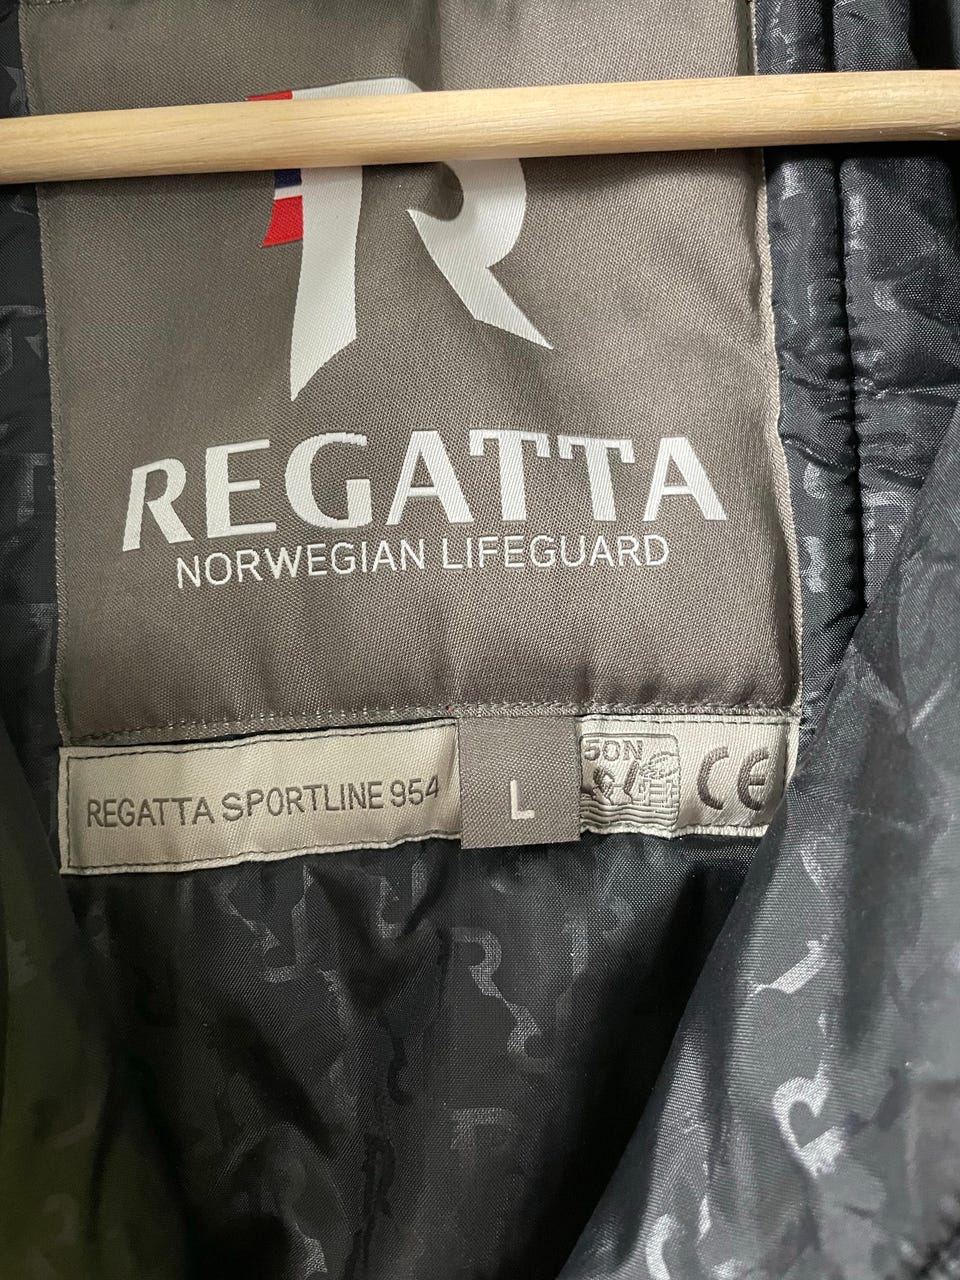 R
REGATTA
NORWEGIAN LIFEGUARD
REGATTA SPORTLINE 954
L
50N
CE